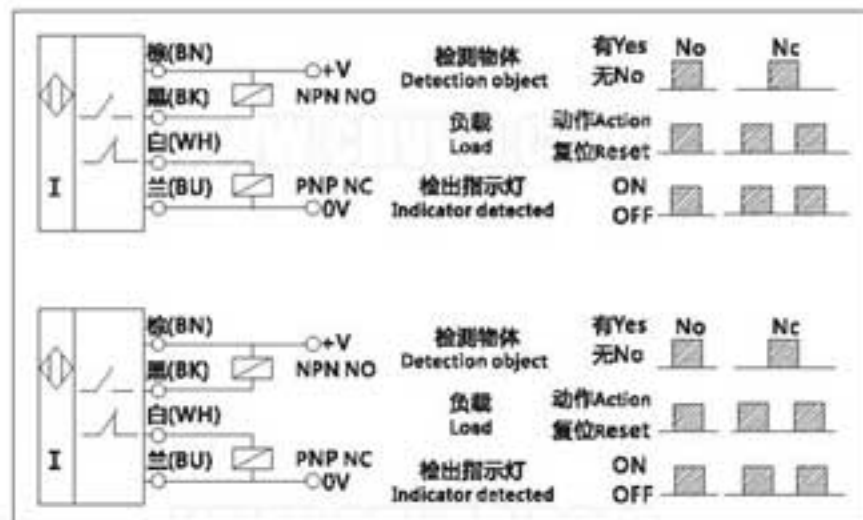 棕(BN)
+V
黑(BK)
NPN NO
白(WH)
兰(BU)
PNP NC
0V
I
检测物体
Detection object
有Yes
无No
No
Nc
负载
Load
动作Action
复位Reset
检出指示灯
Indicator detected
ON
OFF
棕(BN)
+V
黑(BK)
NPN NO
白(WH)
兰(BU)
PNP NC
0V
I
检测物体
Detection object
有Yes
无No
No
Nc
负载
Load
动作Action
复位Reset
检出指示灯
Indicator detected
ON
OFF